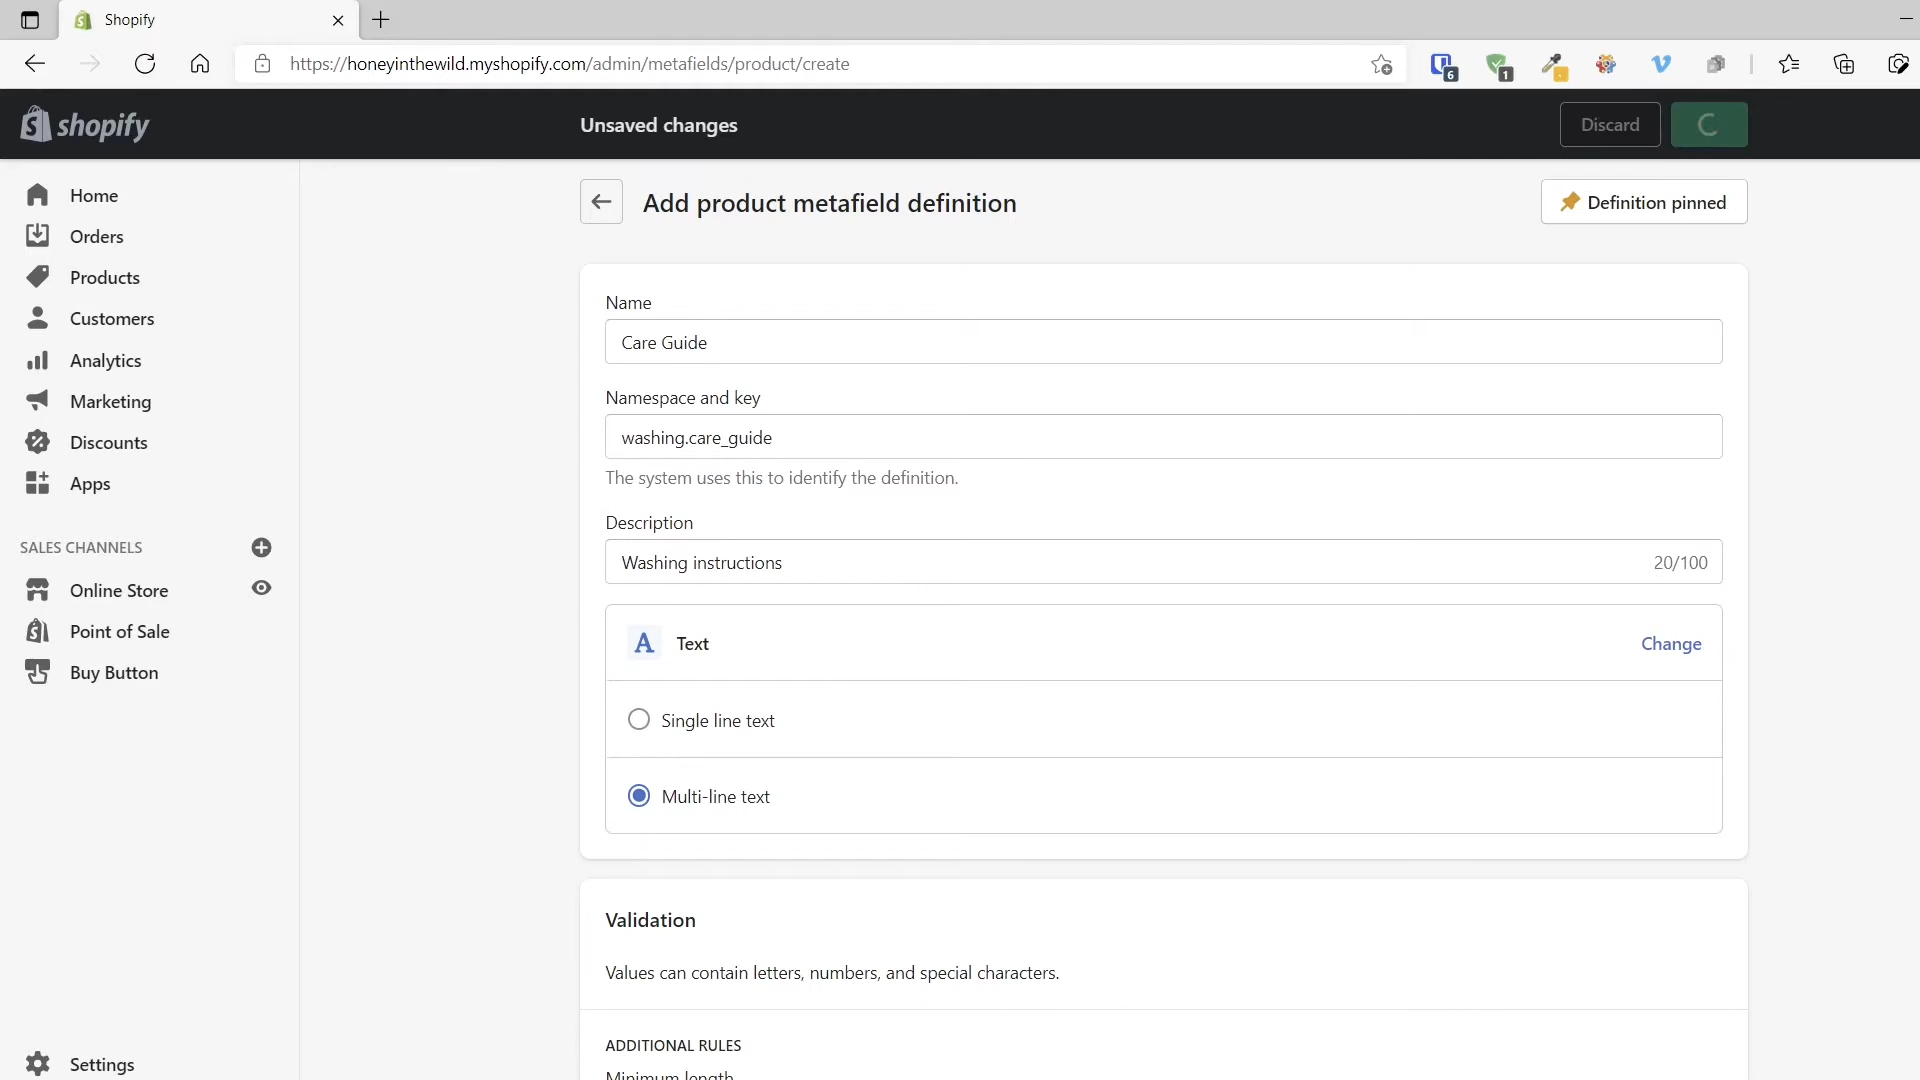 Shopify
https://honeyinthewild.myshopify.com/admin/metafields/product/create
6
1
shopify
Unsaved changes
Discard
Home
Orders
Products
Customers
Analytics
Marketing
Discounts
Apps
SALES CHANNELS
Online Store
Point of Sale
Buy Button
Settings
Add product metafield definition
Definition pinned
Name
Care Guide
Namespace and key
washing.care_guide
The system uses this to identify the definition.
Description
Washing instructions 20/100
A Text Change
Single line text
Multi-line text
Validation
Values can contain letters, numbers, and special characters.
ADDITIONAL RULES
Minimum length